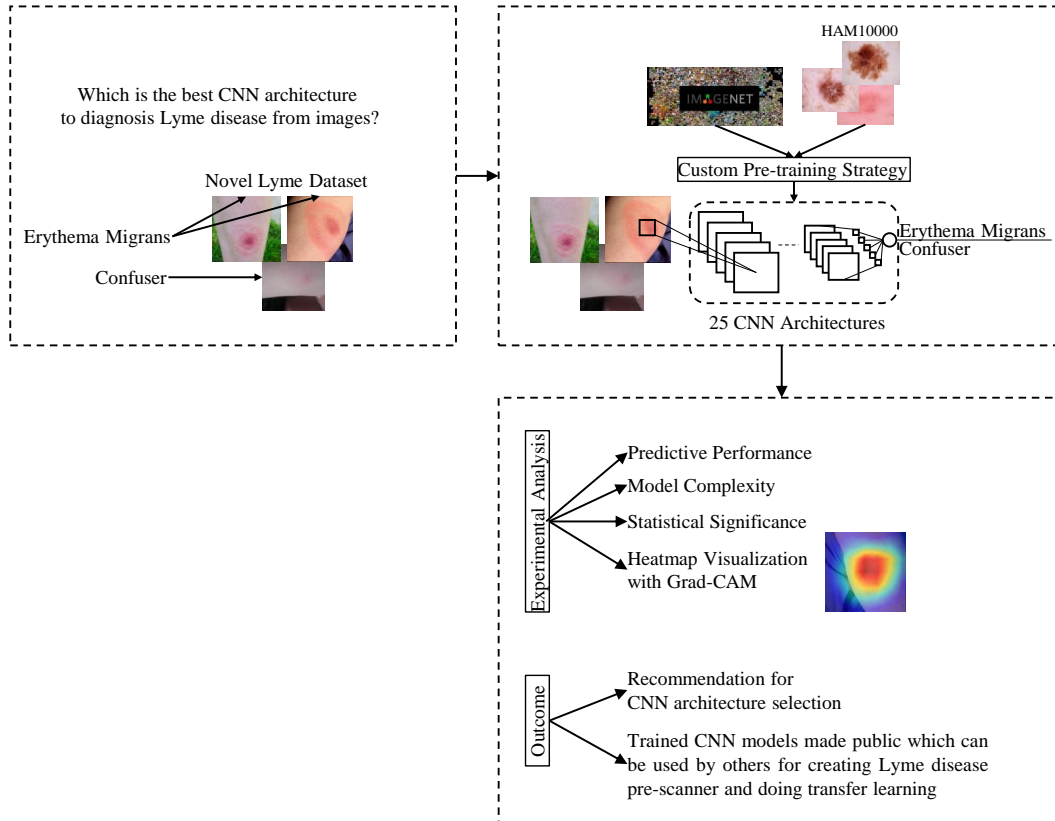 Which is the best CNN architecture
to diagnosis Lyme disease from images?
Novel Lyme Dataset
Erythema Migrans
Confuser
HAM10000
IMAGENET
Custom Pre-training Strategy
Erythema Migrans
Confuser
25 CNN Architectures
Experimental Analysis
Predictive Performance
Model Complexity
Statistical Significance
Heatmap Visualization
with Grad-CAM
Outcome
Recommendation for
CNN architecture selection
Trained CNN models made public which can
be used by others for creating Lyme disease
pre-scanner and doing transfer learning